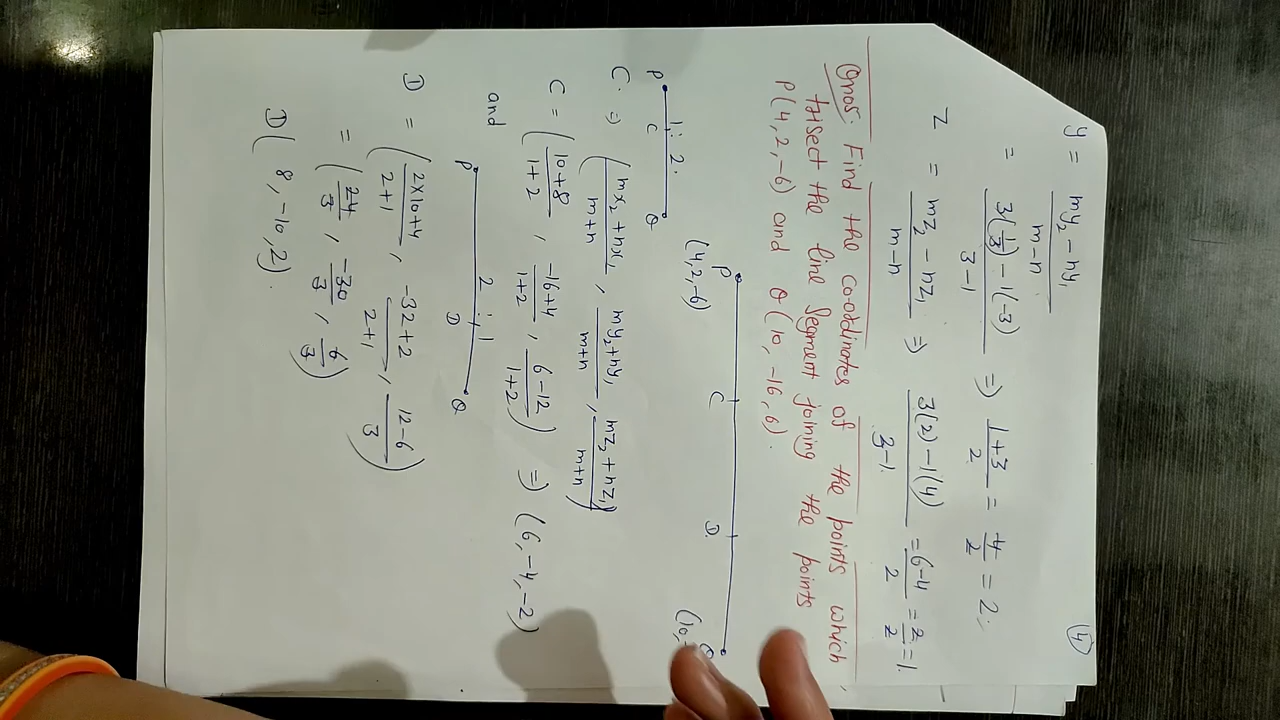 ④
y = my₂ - ny₁ / m-n
= 3(1/3) - 1(-3) / 3-1 ⇒ 1+3 / 2 = 4/2 = 2.
z = mz₂ - nz₁ / m-n ⇒ 3(2) - 1(4) / 3-1. = 6-4 / 2 = 2/2 = 1.
Find the co-ordinates of the points which
trisect the line segment joining the points
P(4,2,-6) and Q(10,-16,6).
P C D. Q
(4,2,-6) (10,
P 1:2. Q
C
C ⇒ (mx₂+nx / m+n, my₂+ny₁ / m+n, mz₂+nz₁ / m+n)
C = (10+8 / 1+2, -16+4 / 1+2, 6-12 / 1+2) ⇒ (6,-4,-2)
and
P 2:1 Q
D
D = (2×10+4 / 2+1, -32+2 / 2+1, 12-6 / 3)
= (24/3, -30/3, 6/3)
D(8,-10,2).